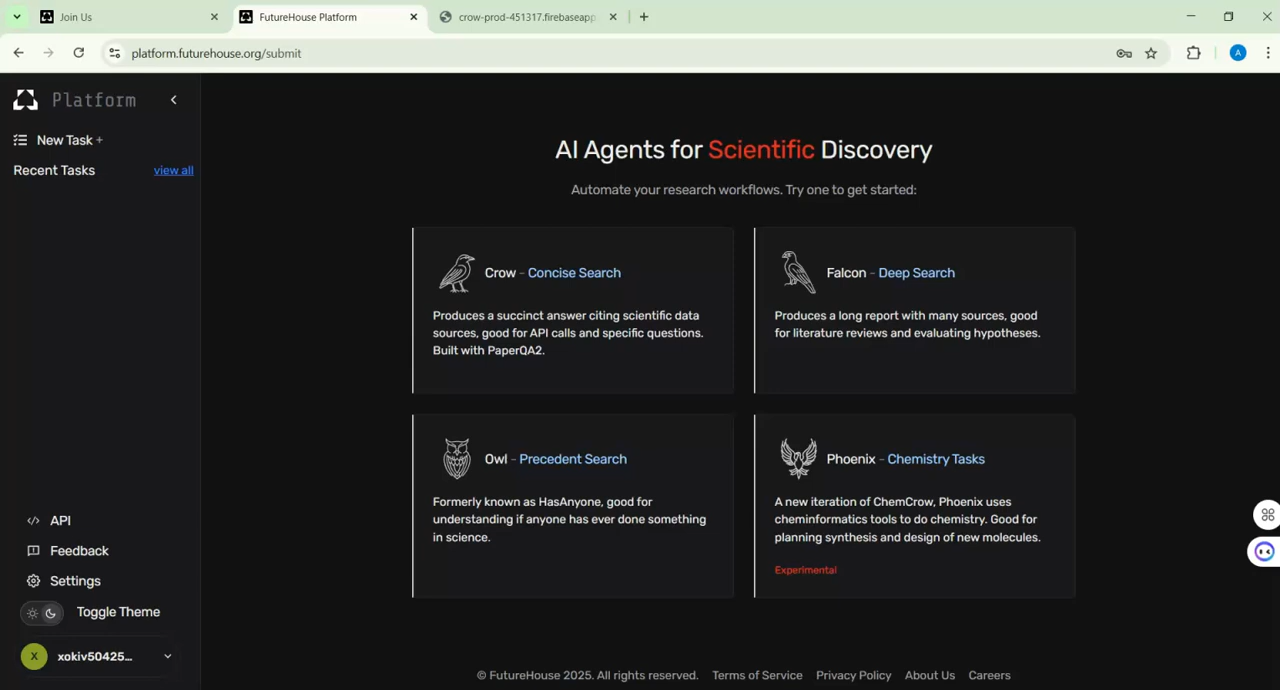 Join Us
FutureHouse Platform
crow-prod-451317.firebaseapp
platform.futurehouse.org/submit
A
Platform
New Task +
Recent Tasks
view all
AI Agents for Scientific Discovery
Automate your research workflows. Try one to get started:
Crow - Concise Search
Produces a succinct answer citing scientific data
sources, good for API calls and specific questions.
Built with PaperQA2.
Falcon - Deep Search
Produces a long report with many sources, good
for literature reviews and evaluating hypotheses.
Owl - Precedent Search
Formerly known as HasAnyone, good for
understanding if anyone has ever done something
in science.
Phoenix - Chemistry Tasks
A new iteration of ChemCrow, Phoenix uses
cheminformatics tools to do chemistry. Good for
planning synthesis and design of new molecules.
Experimental
API
Feedback
Settings
Toggle Theme
X
xokiv50425...
© FutureHouse 2025. All rights reserved.
Terms of Service
Privacy Policy
About Us
Careers